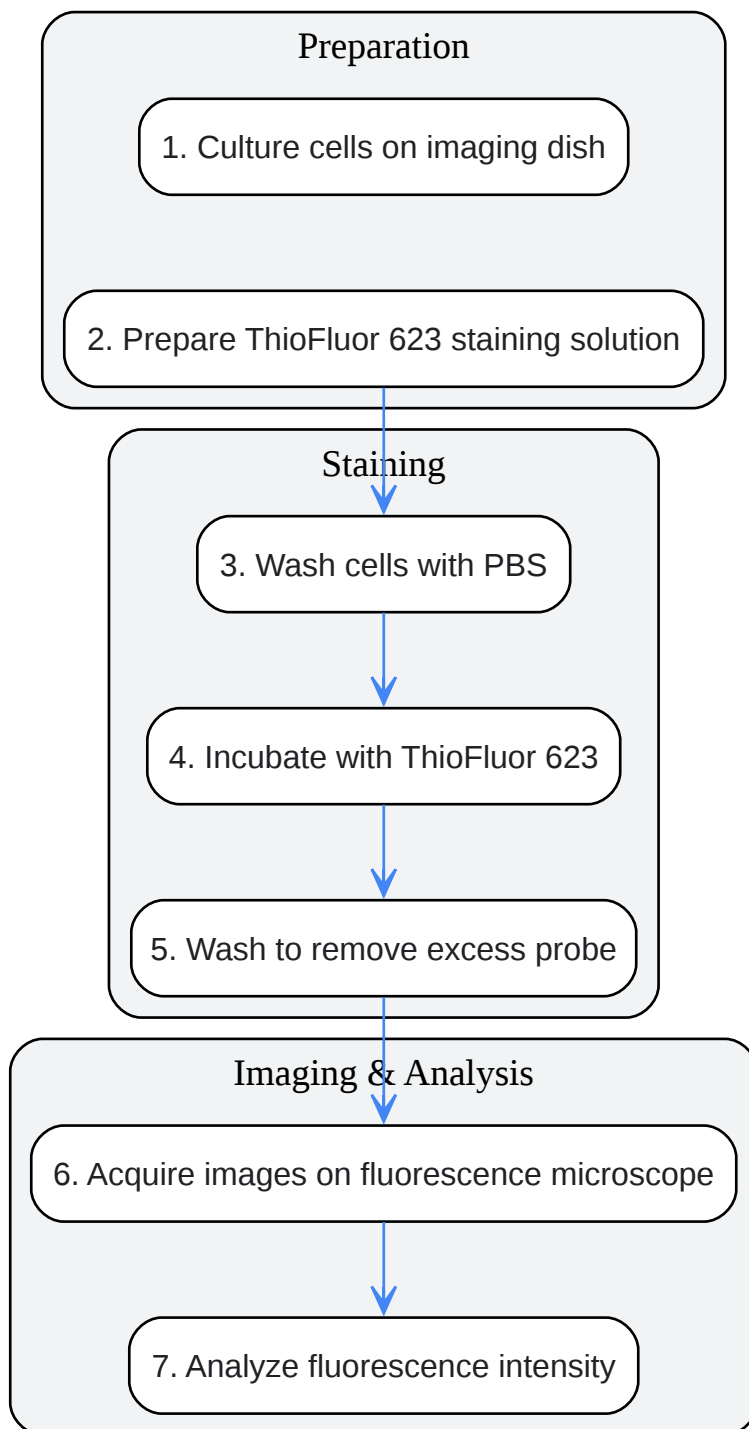 Preparation
1. Culture cells on imaging dish
2. Prepare ThioFluor 623 staining solution
Staining
3. Wash cells with PBS
4. Incubate with ThioFluor 623
5. Wash to remove excess probe
Imaging & Analysis
6. Acquire images on fluorescence microscope
7. Analyze fluorescence intensity